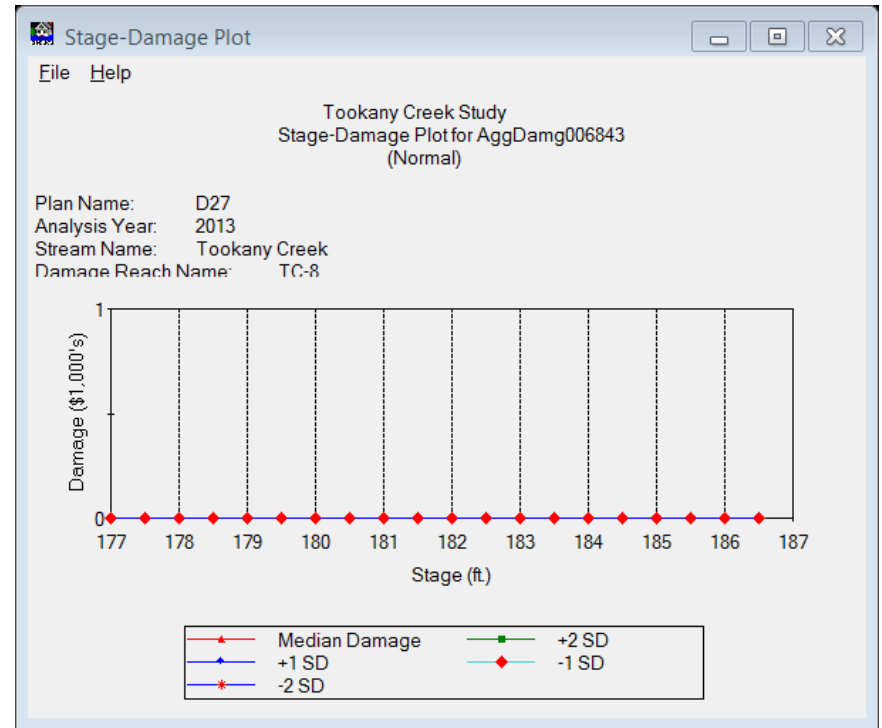 Stage-Damage Plot
File Help
Tookany Creek Study
Stage-Damage Plot for AggDamg006843
(Normal)
Plan Name: D27
Analysis Year: 2013
Stream Name: Tookany Creek
Damage Reach Name: TC-8
1
Damage ($1,000's)
0
177 178 179 180 181 182 183 184 185 186 187
Stage (ft.)
Median Damage +2 SD
+1 SD -1 SD
-2 SD